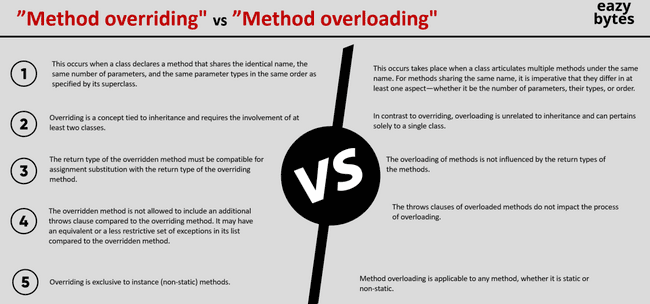 ”Method overriding" vs ”Method overloading"
eazy
bytes
1
This occurs when a class declares a method that shares the identical name, the
same number of parameters, and the same parameter types in the same order as
specified by its superclass.
2
Overriding is a concept tied to inheritance and requires the involvement of at
least two classes.
3
The return type of the overridden method must be compatible for
assignment substitution with the return type of the overriding
method.
4
The overridden method is not allowed to include an additional
throws clause compared to the overriding method. It may have
an equivalent or a less restrictive set of exceptions in its list
compared to the overridden method.
5
Overriding is exclusive to instance (non-static) methods.
VS
This occurs takes place when a class articulates multiple methods under the same
name. For methods sharing the same name, it is imperative that they differ in at
least one aspect—whether it be the number of parameters, their types, or order.
In contrast to overriding, overloading is unrelated to inheritance and can pertains
solely to a single class.
The overloading of methods is not influenced by the return types of
the methods.
The throws clauses of overloaded methods do not impact the process
of overloading.
Method overloading is applicable to any method, whether it is static or
non-static.